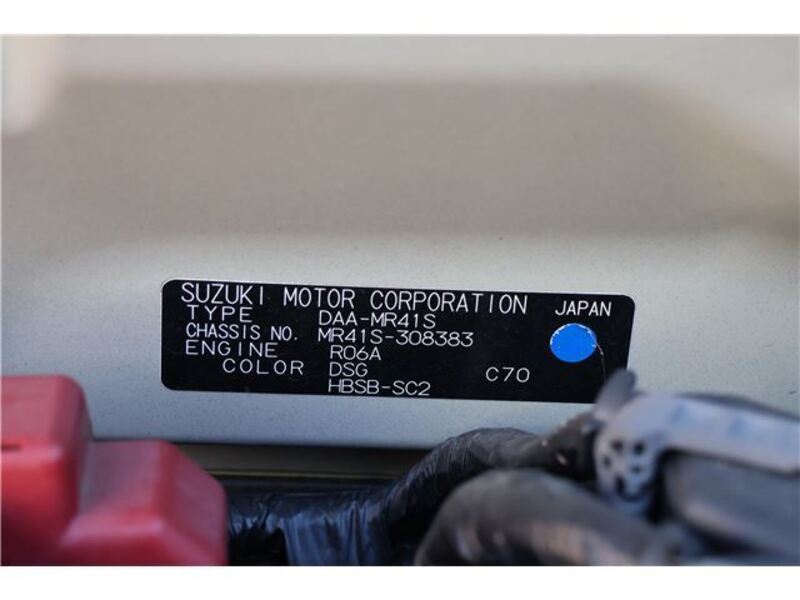 SUZUKI MOTOR CORPORATION JAPAN
TYPE DAA-MR41S
CHASSIS NO. MR41S-308383
ENGINE R06A
COLOR DSG C70
HBSB-SC2